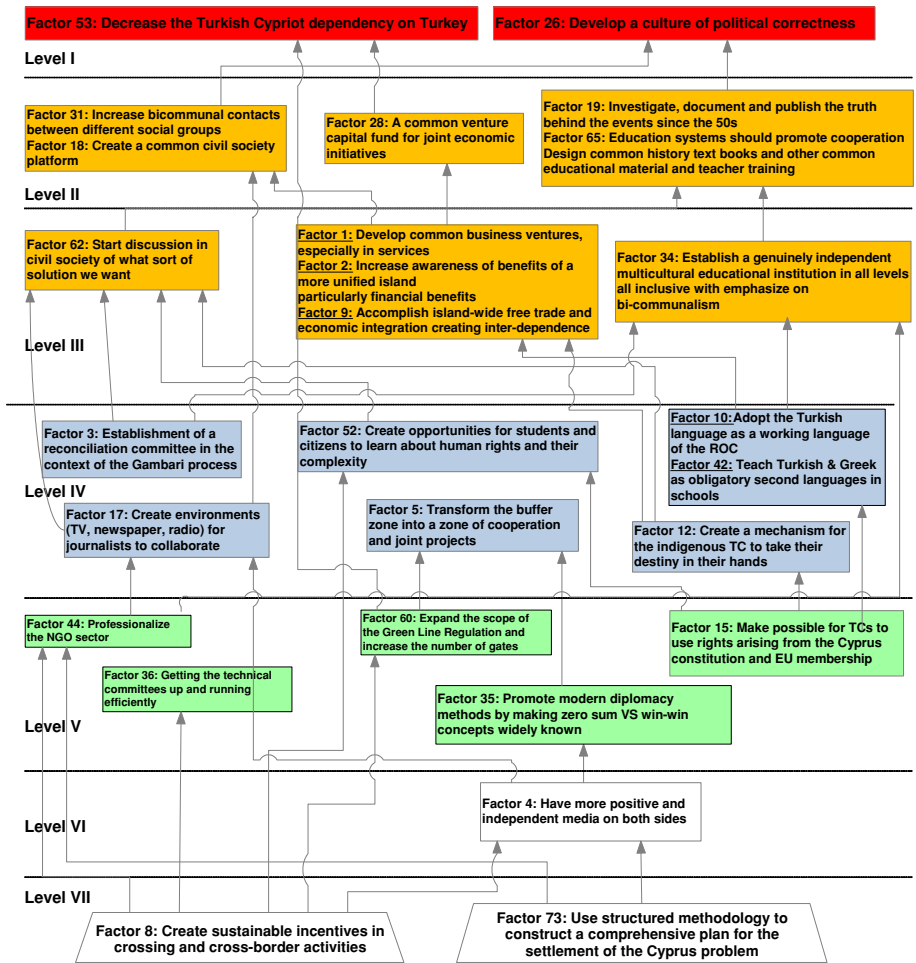 Factor 53: Decrease the Turkish Cypriot dependency on Turkey
Factor 26: Develop a culture of political correctness
Level I
Factor 31: Increase bicommunal contacts
between different social groups
Factor 18: Create a common civil society
platform
Factor 28: A common venture
capital fund for joint economic
initiatives
Factor 19: Investigate, document and publish the truth
behind the events since the 50s
Factor 65: Education systems should promote cooperation
Design common history text books and other common
educational material and teacher training
Level II
Factor 62: Start discussion in
civil society of what sort of
solution we want
Factor 1: Develop common business ventures,
especially in services
Factor 2: Increase awareness of benefits of a
more unified island
particularly financial benefits
Factor 9: Accomplish island-wide free trade and
economic integration creating inter-dependence
Factor 34: Establish a genuinely independent
multicultural educational institution in all levels
all inclusive with emphasize on
bi-communalism
Level III
Factor 3: Establishment of a
reconciliation committee in the
context of the Gambari process
Factor 52: Create opportunities for students and
citizens to learn about human rights and their
complexity
Factor 10:Adopt the Turkish
language as a working language
of the ROC
Factor 42: Teach Turkish & Greek
as obligatory second languages in
schools
Level IV
Factor 17: Create environments
(TV, newspaper, radio) for
journalists to collaborate
Factor 5: Transform the buffer
zone into a zone of cooperation
and joint projects
Factor 12: Create a mechanism for
the indigenous TC to take their
destiny in their hands
Factor 44: Professionalize
the NGO sector
Factor 60: Expand the scope of
the Green Line Regulation and
increase the number of gates
Factor 15: Make possible for TCs to
use rights arising from the Cyprus
constitution and EU membership
Factor 36: Getting the technical
committees up and running
efficiently
Factor 35: Promote modern diplomacy
methods by making zero sum VS win-win
concepts widely known
Level V
Factor 4: Have more positive and
independent media on both sides
Level VI
Level VII
Factor 8: Create sustainable incentives in
crossing and cross-border activities
Factor 73: Use structured methodology to
construct a comprehensive plan for the
settlement of the Cyprus problem